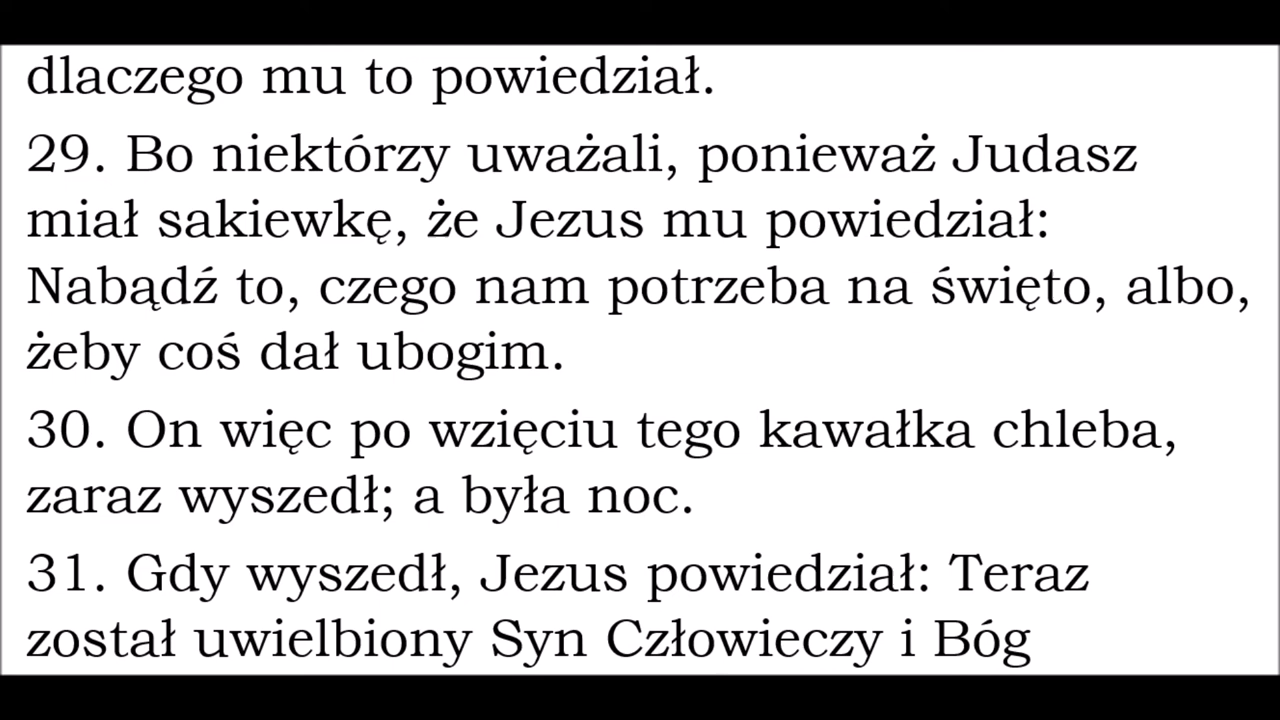 dlaczego mu to powiedział.
29. Bo niektórzy uważali, ponieważ Judasz
miał sakiewkę, że Jezus mu powiedział:
Nabądź to, czego nam potrzeba na święto, albo,
żeby coś dał ubogim.
30. On więc po wzięciu tego kawałka chleba,
zaraz wyszedł; a była noc.
31. Gdy wyszedł, Jezus powiedział: Teraz
został uwielbiony Syn Człowieczy i Bóg